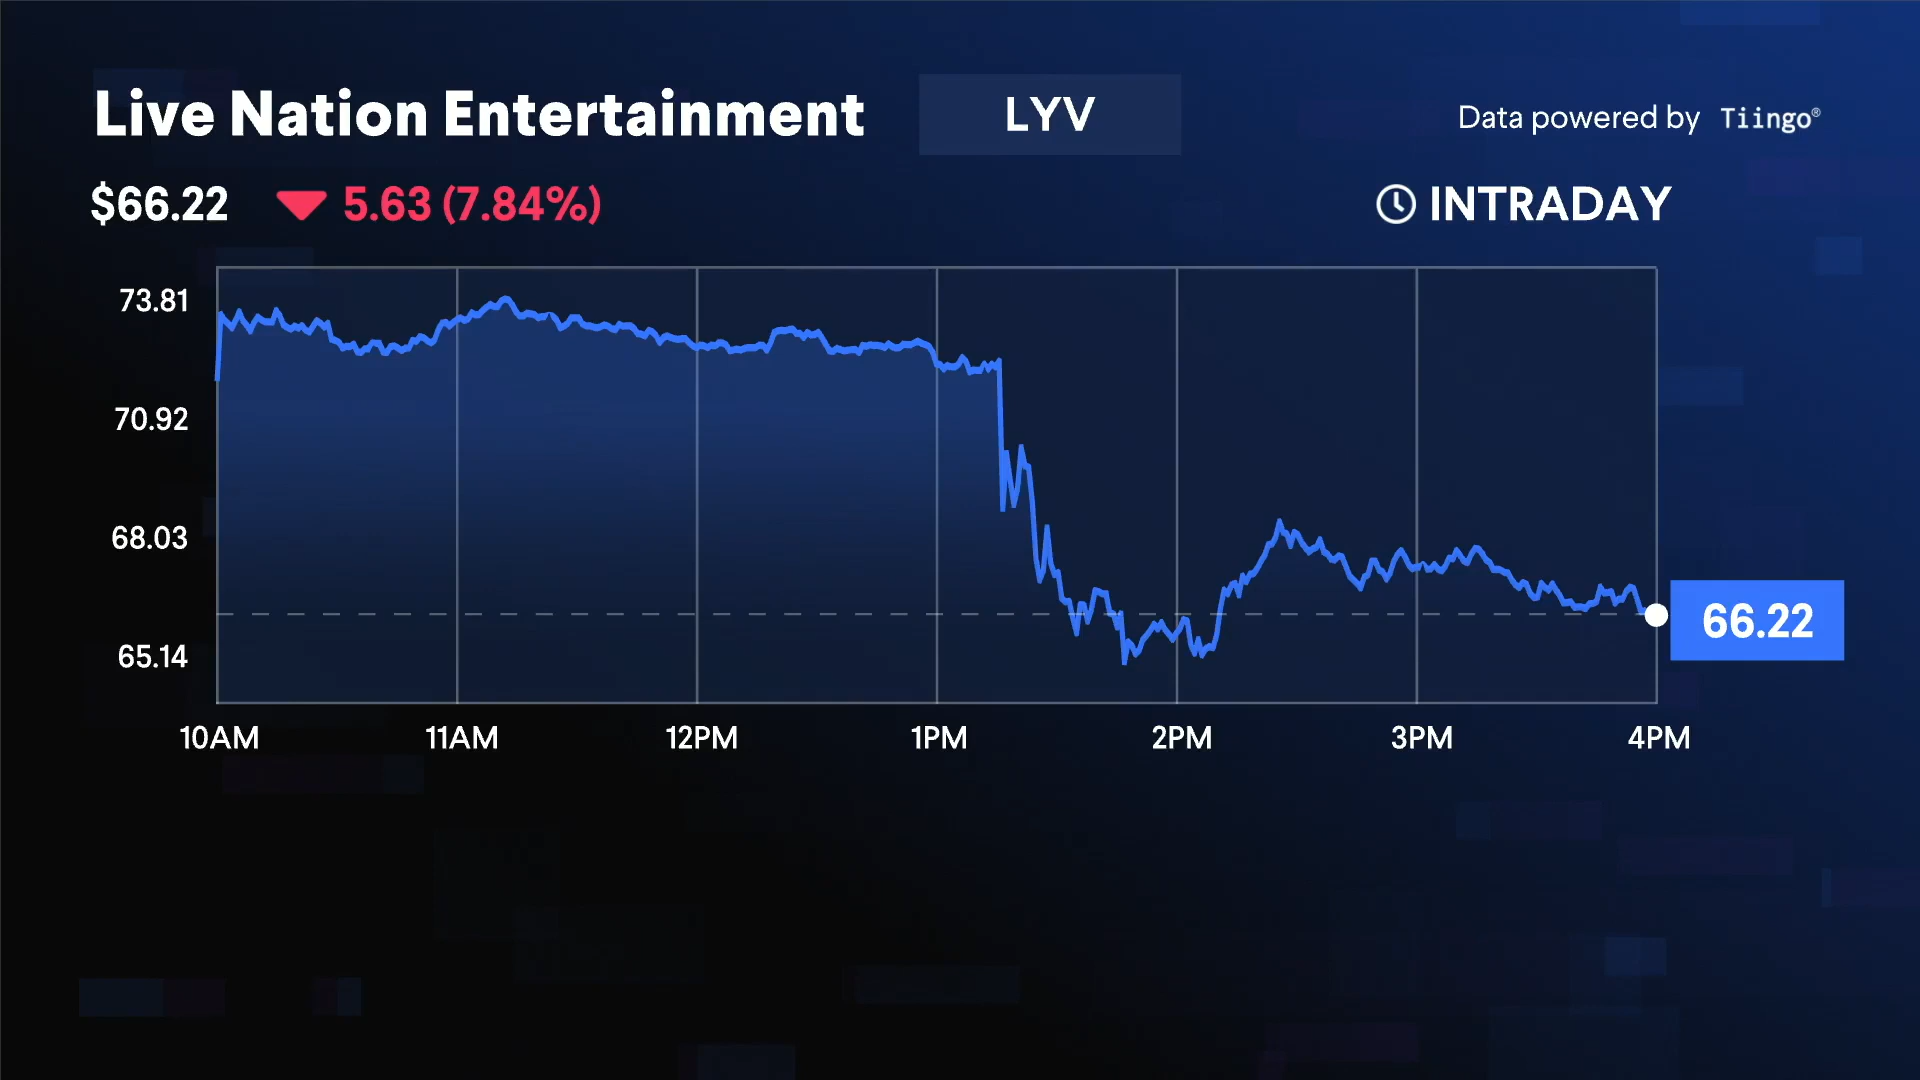 Live Nation Entertainment LYV Data powered by Tiingo®
$66.22 5.63 (7.84%) INTRADAY
73.81
70.92
68.03
65.14
66.22
10AM 11AM 12PM 1PM 2PM 3PM 4PM